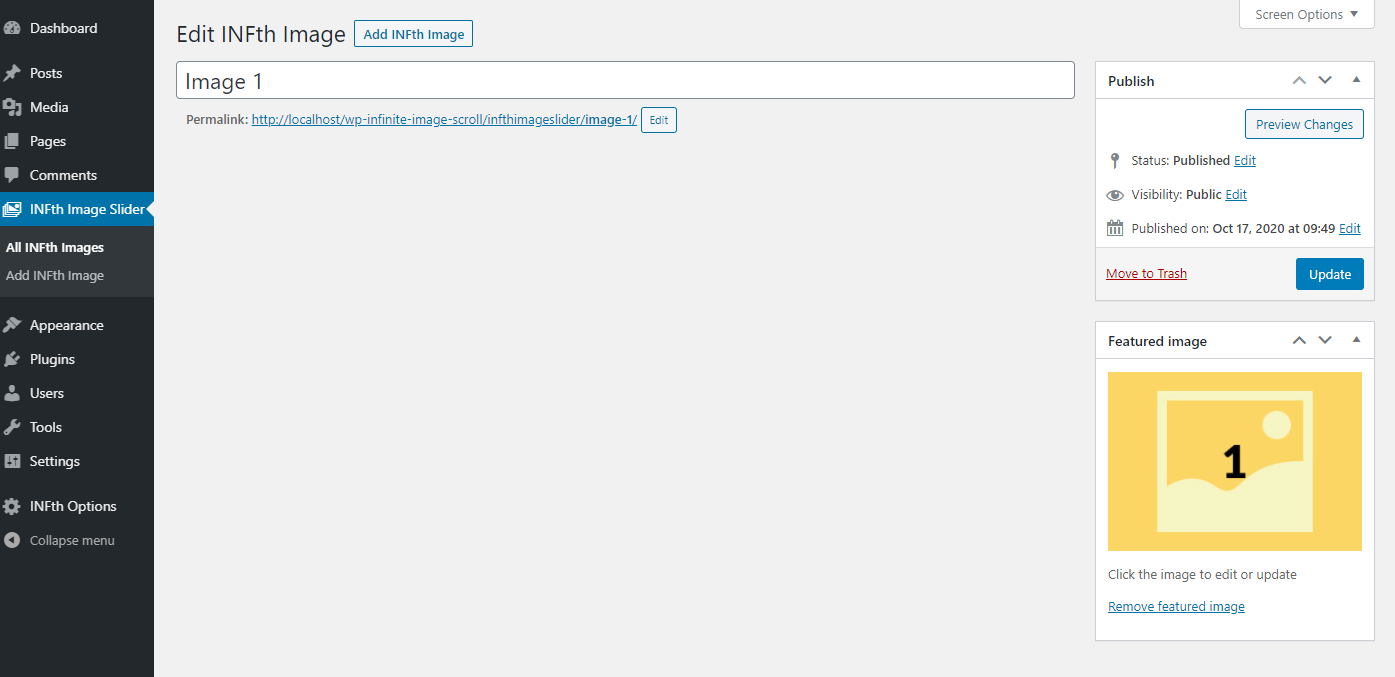 Dashboard
Posts
Media
Pages
Comments
INFth Image Slider
All INFth Images
Add INFth Image
Appearance
Plugins
Users
Tools
Settings
INFth Options
Collapse menu
Screen Options
Edit INFth Image Add INFth Image
Image 1
Permalink: http://localhost/wp-infinite-image-scroll/infthimageslider/image-1/ Edit
Publish
Preview Changes
Status: Published Edit
Visibility: Public Edit
Published on: Oct 17, 2020 at 09:49 Edit
Move to Trash Update
Featured image
1
Click the image to edit or update
Remove featured image